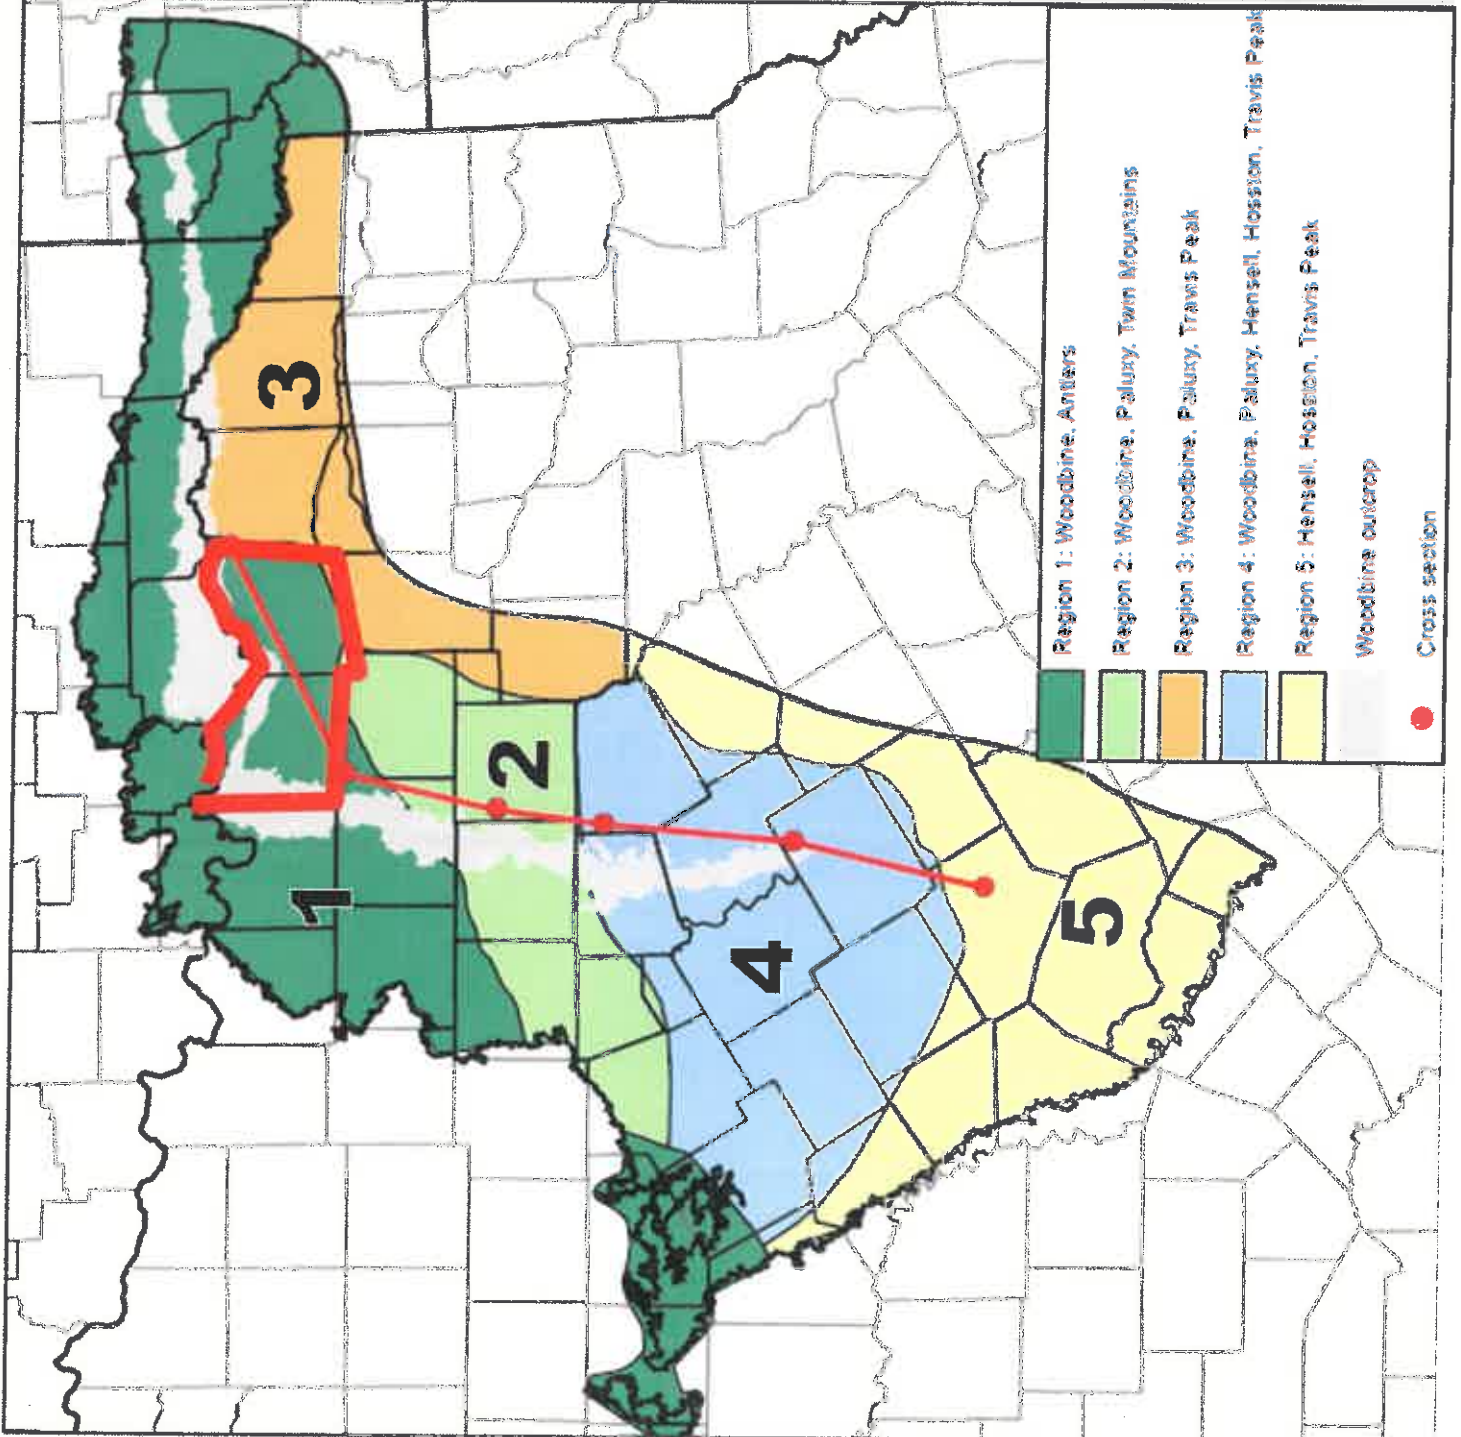 1
2
3
4
5
Region 1: Woodbine, Antlers
Region 2: Woodbine, Paluxy, Twin Mountains
Region 3: Woodbine, Paluxy, Travis Peak
Region 4: Woodbine, Paluxy, Hensell, Hosston, Travis Peak
Region 5: Hensell, Hosston, Travis Peak
Woodbine outcrop
Cross section